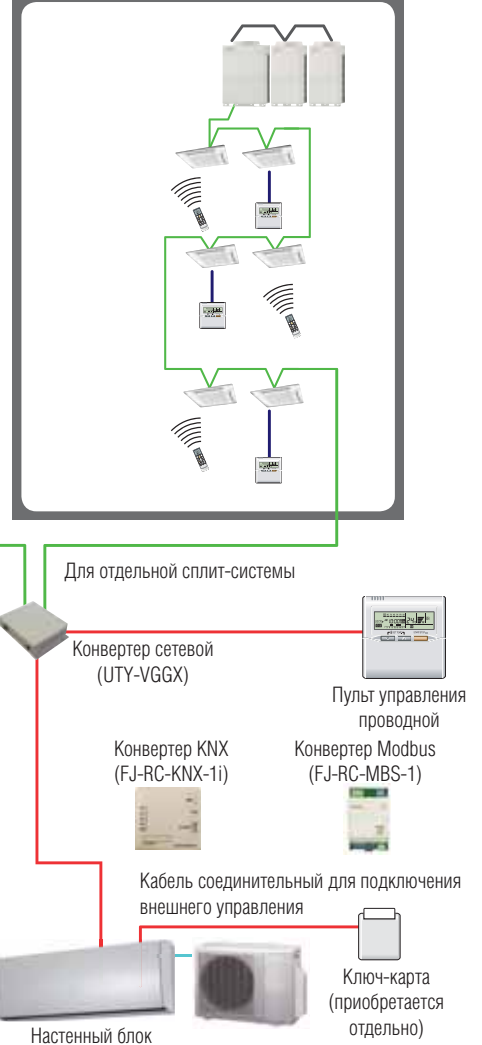 Для отдельной сплит-системы
Конвертер сетевой
(UTY-VGGX)
Пульт управления
проводной
Конвертер KNX
(FJ-RC-KNX-1i)
Конвертер Modbus
(FJ-RC-MBS-1)
Кабель соединительный для подключения
внешнего управления
Ключ-карта
(приобретается
отдельно)
Настенный блок